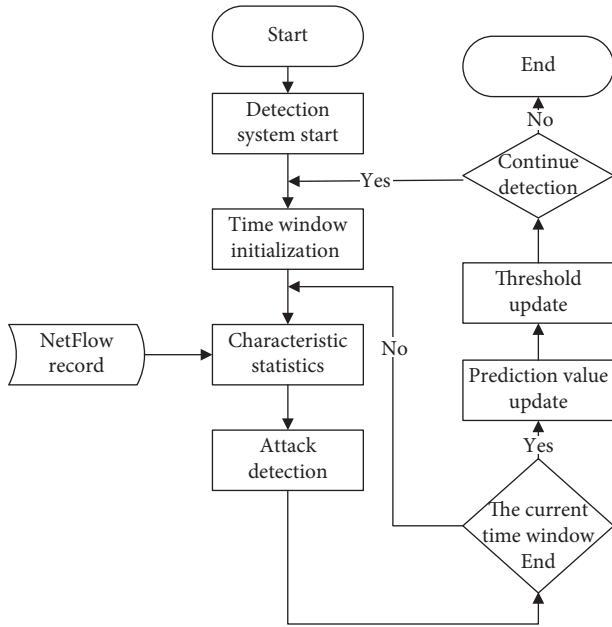 Start
Detection
system start
Time window
initialization
NetFlow
record
Characteristic
statistics
Attack
detection
The current
time window
End
No
Yes
Prediction value
update
Threshold
update
Continue
detection
Yes
No
End